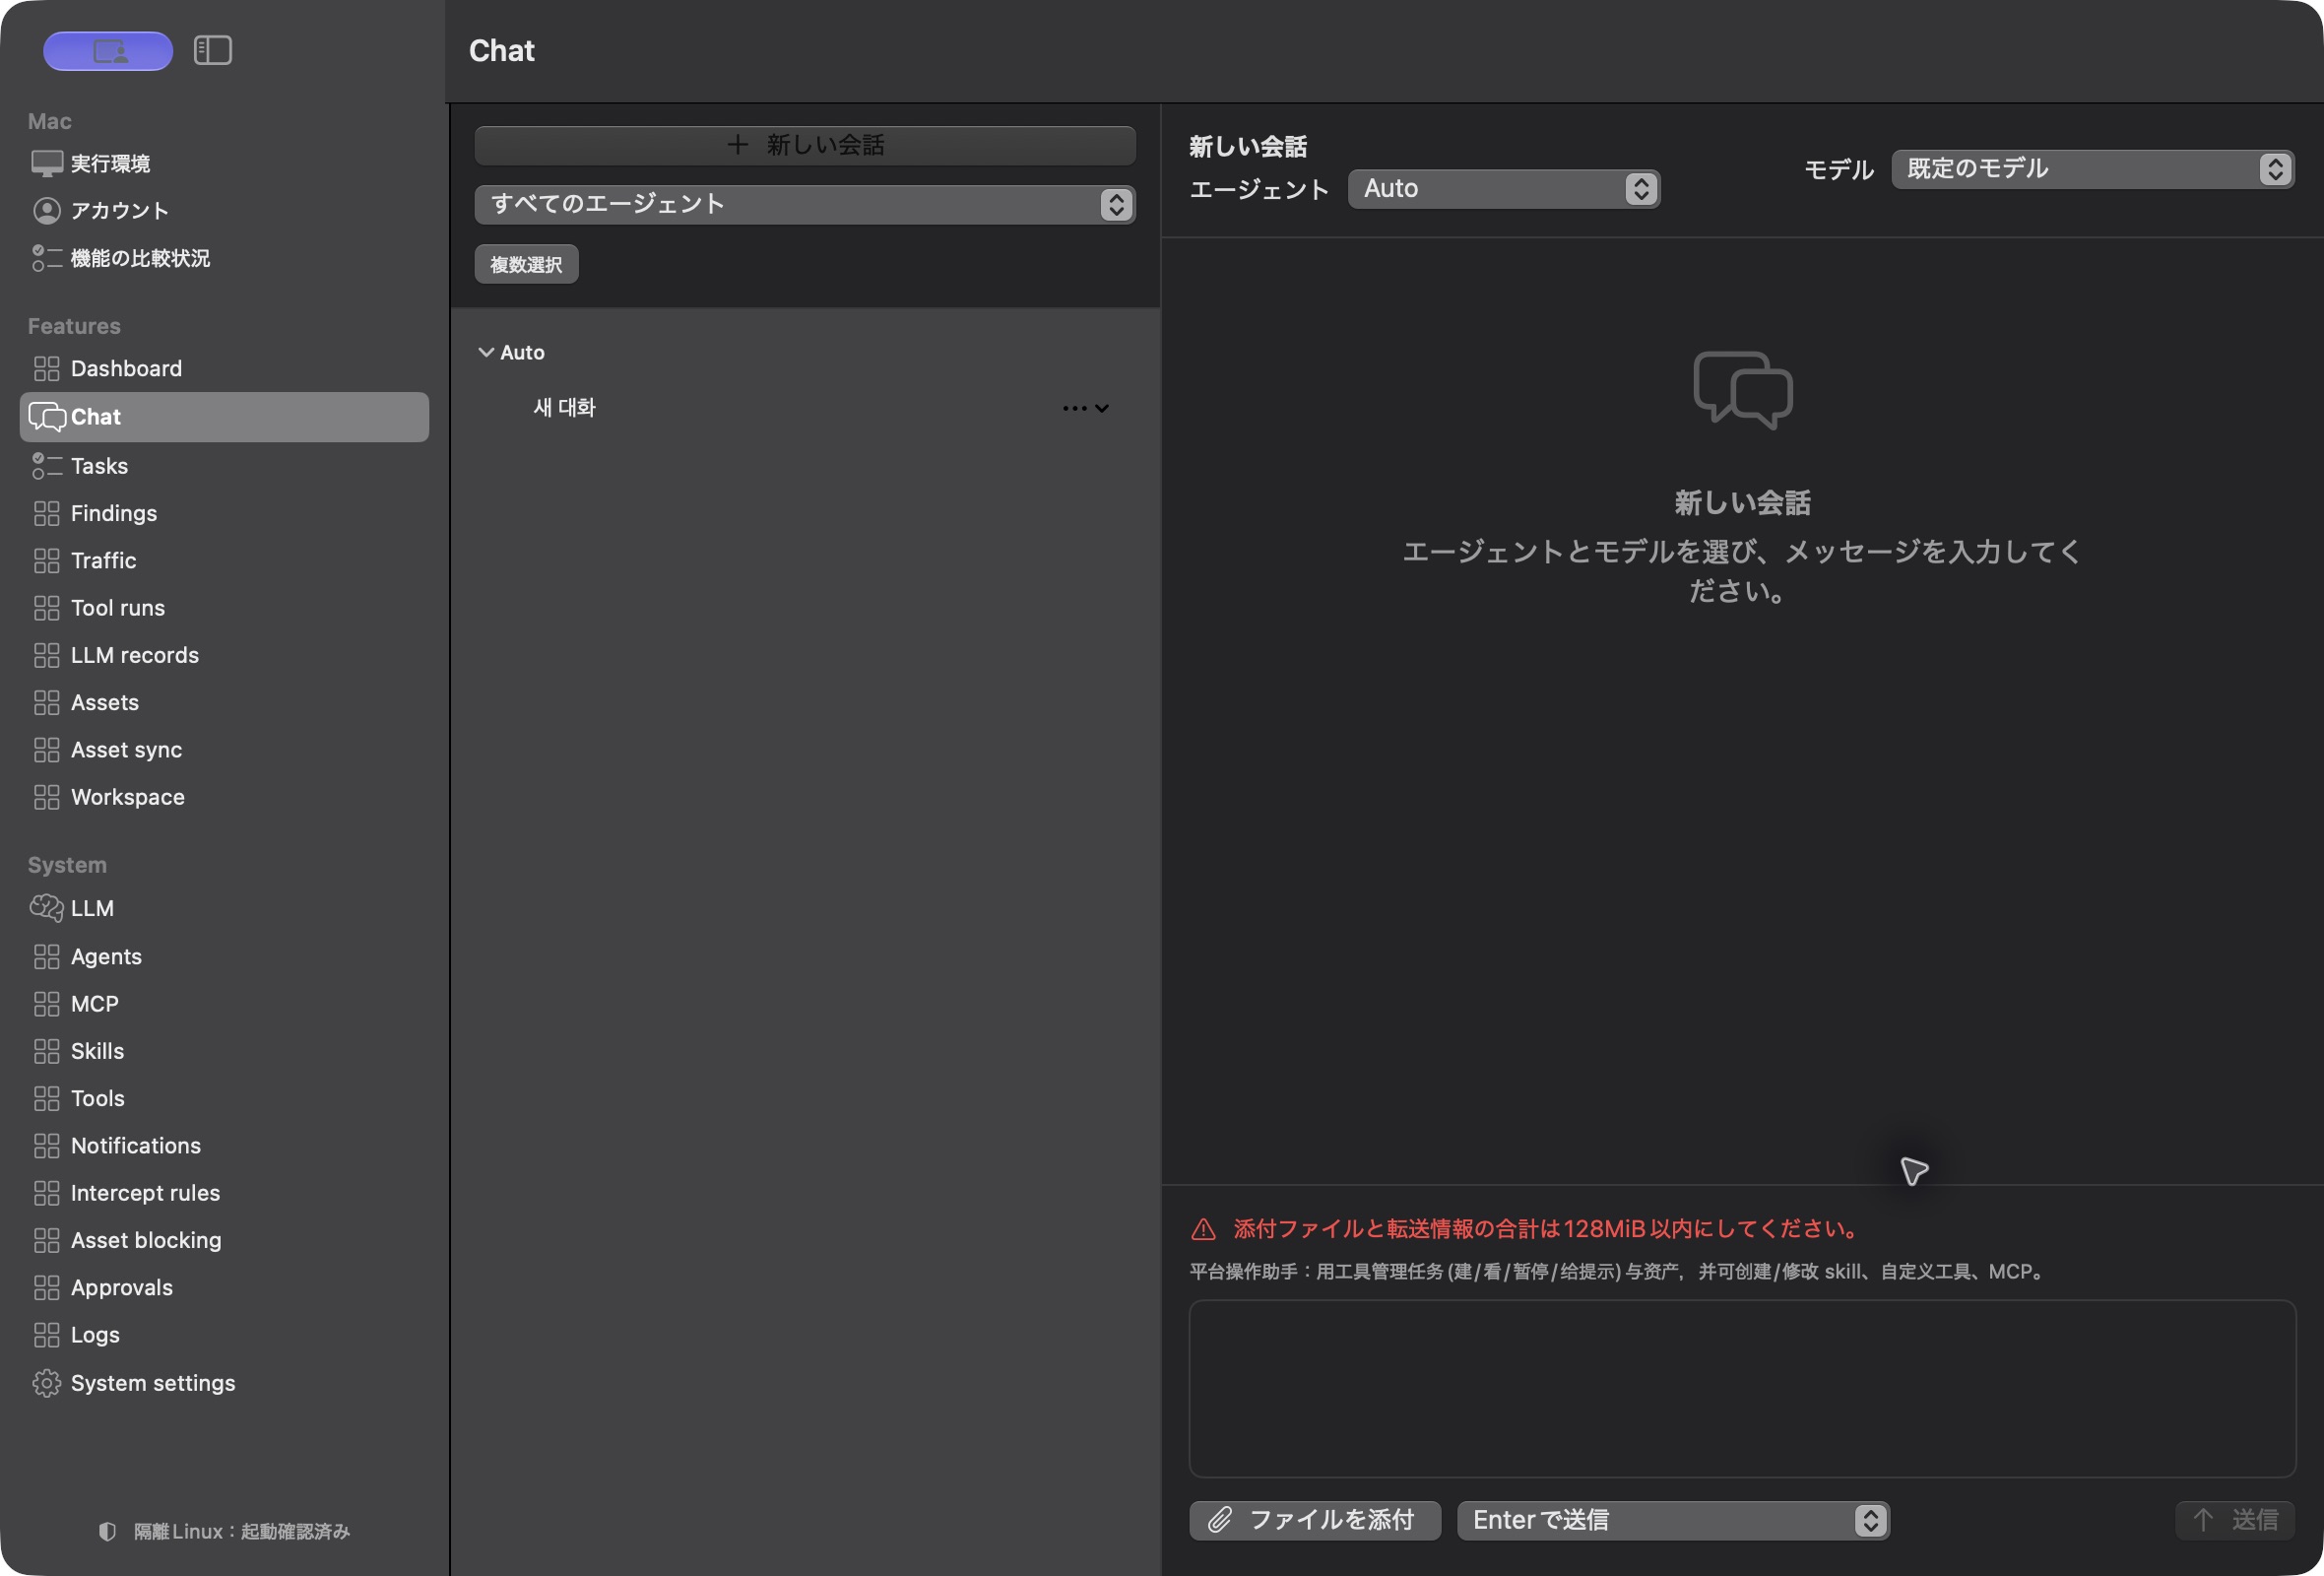 Chat
Mac
実行環境
アカウント
機能の比較状況
Features
Dashboard
Chat
Tasks
Findings
Traffic
Tool runs
LLM records
Assets
Asset sync
Workspace
System
LLM
Agents
MCP
Skills
Tools
Notifications
Intercept rules
Asset blocking
Approvals
Logs
System settings
隔離Linux：起動確認済み
新しい会話
すべてのエージェント
複数選択
Auto
새 대화
新しい会話
エージェント Auto
モデル 既定のモデル
新しい会話
エージェントとモデルを選び、メッセージを入力してく
ださい。
添付ファイルと転送情報の合計は128MiB以内にしてください。
平台操作助手：用工具管理任务(建/看/暂停/给提示)与资产，并可创建/修改 skill、自定义工具、MCP。
ファイルを添付
Enterで送信
送信